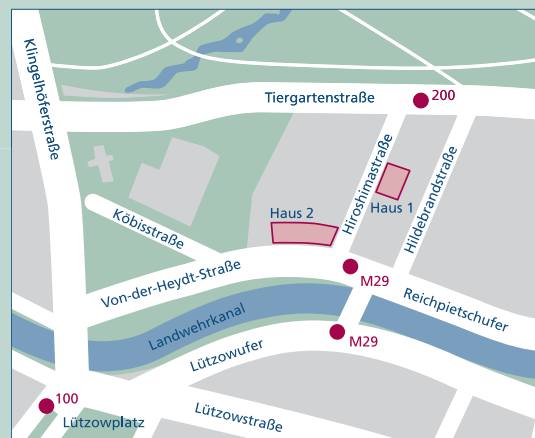 Klingelhöferstraße
Tiergartenstraße
200
Hiroshimastraße
Hildebrandstraße
Haus 1
Haus 2
Köbisstraße
Von-der-Heydt-Straße
M29
Reichpietschufer
Landwehrkanal
M29
Lützowufer
100
Lützowplatz
Lützowstraße